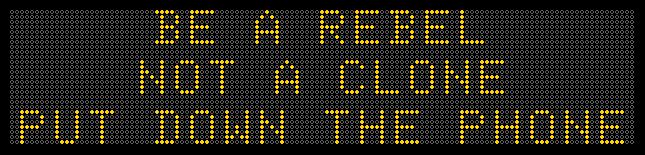 BE A REBEL
NOT A CLONE
PUT DOWN THE PHONE